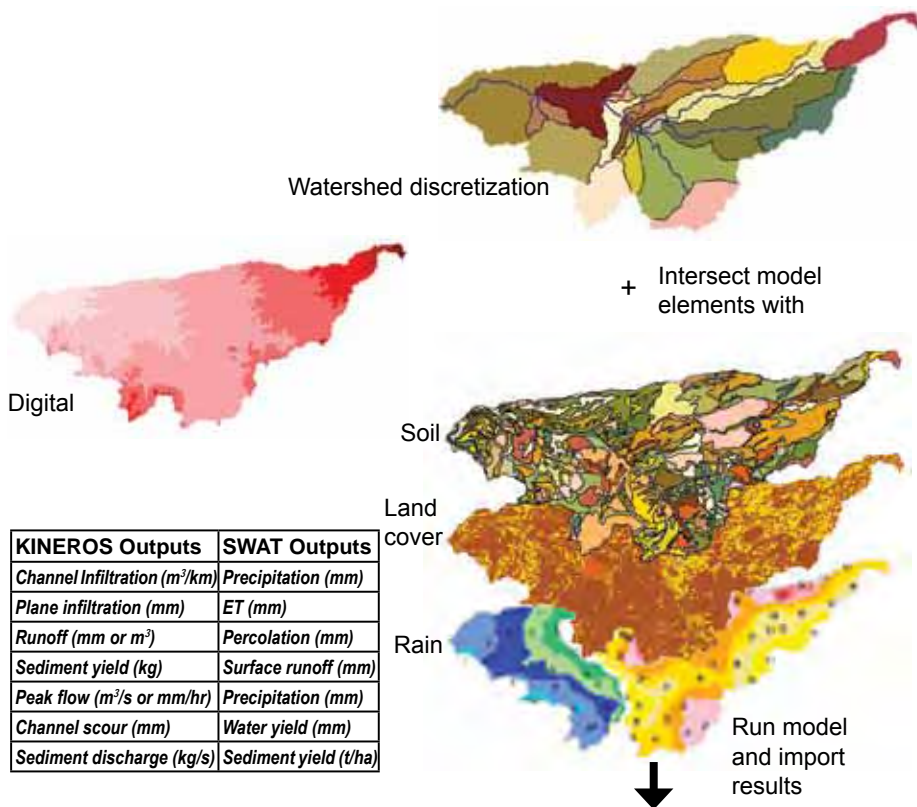 Watershed discretization
+ Intersect model
elements with
Digital
Soil
Land
cover
Rain
KINEROS Outputs SWAT Outputs
Channel Infiltration (m³/km) Precipitation (mm)
Plane infiltration (mm) ET (mm)
Runoff (mm or m³) Percolation (mm)
Sediment yield (kg) Surface runoff (mm)
Peak flow (m³/s or mm/hr) Precipitation (mm)
Channel scour (mm) Water yield (mm)
Sediment discharge (kg/s) Sediment yield (t/ha)
Run model
and import
results